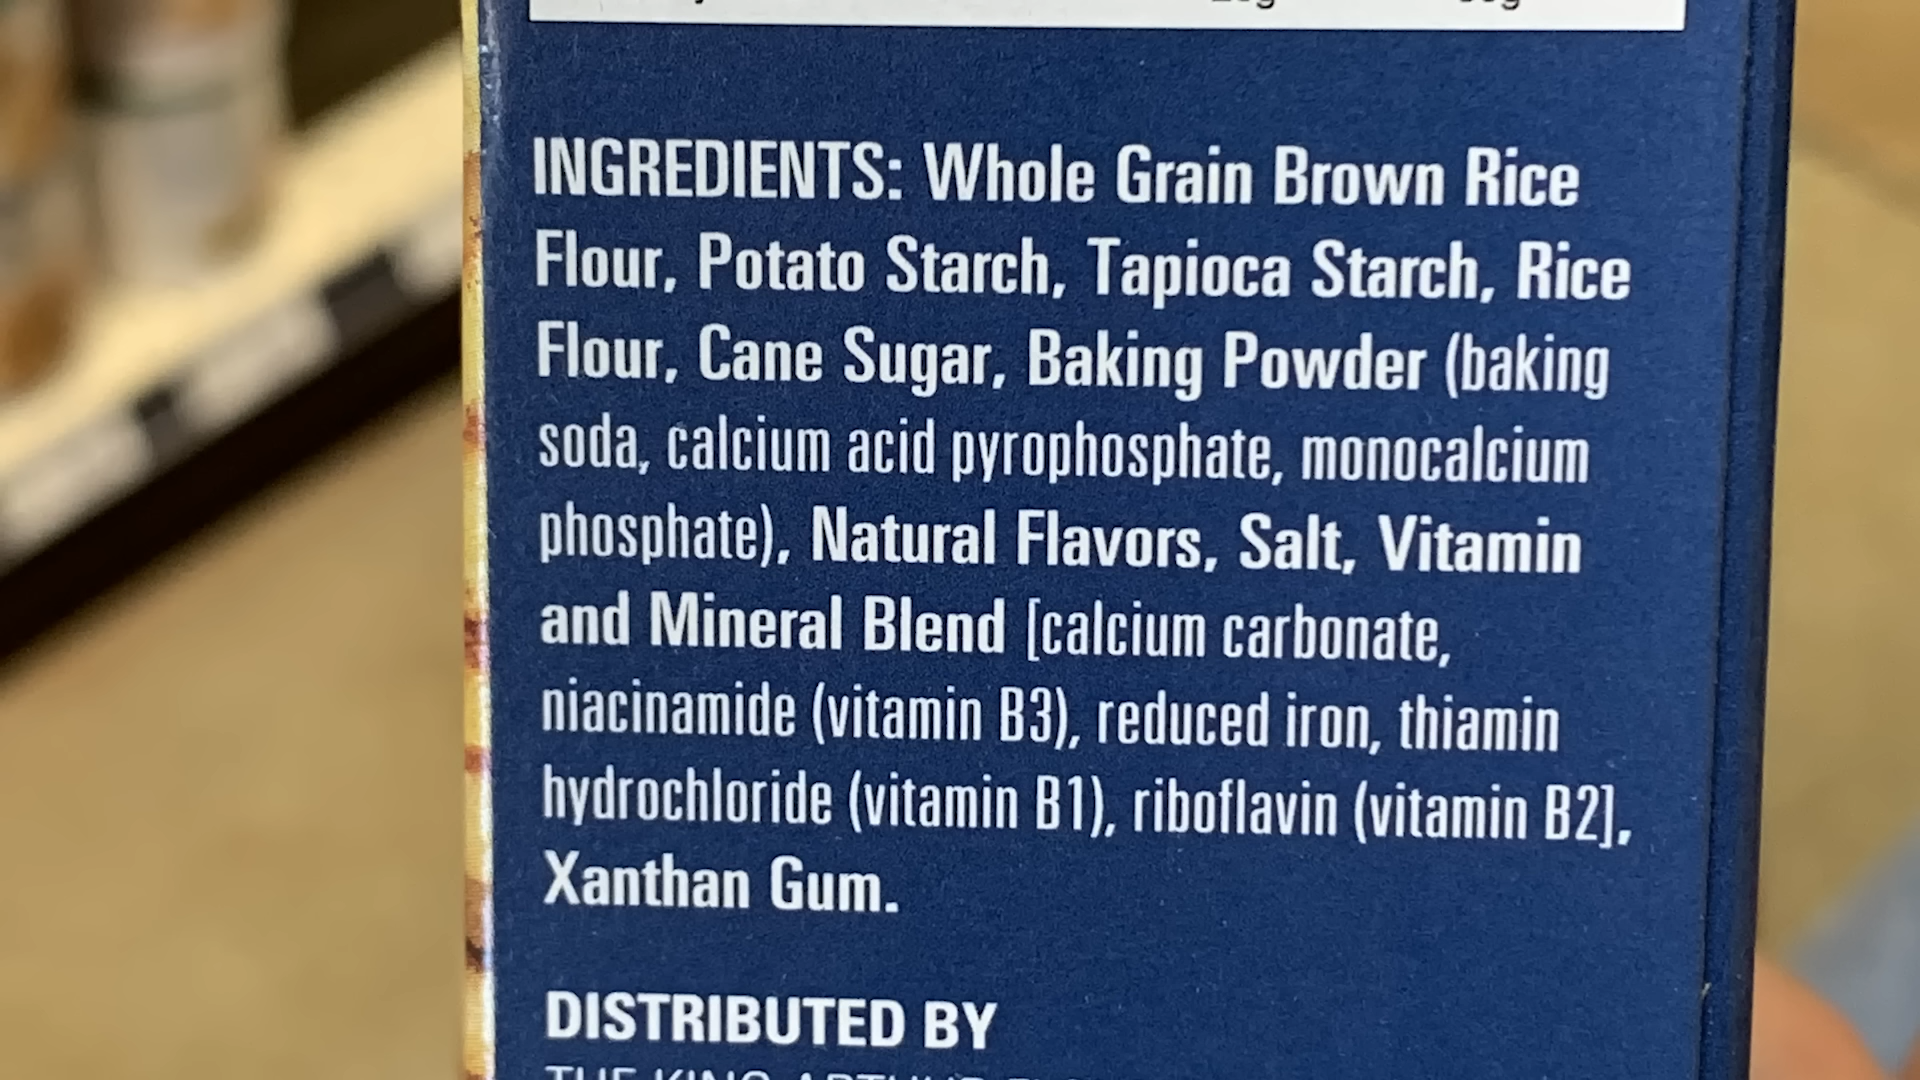 INGREDIENTS: Whole Grain Brown Rice
Flour, Potato Starch, Tapioca Starch, Rice
Flour, Cane Sugar, Baking Powder (baking
soda, calcium acid pyrophosphate, monocalcium
phosphate), Natural Flavors, Salt, Vitamin
and Mineral Blend [calcium carbonate,
niacinamide (vitamin B3), reduced iron, thiamin
hydrochloride (vitamin B1), riboflavin (vitamin B2],
Xanthan Gum.
DISTRIBUTED BY
THE KING ARTHUR